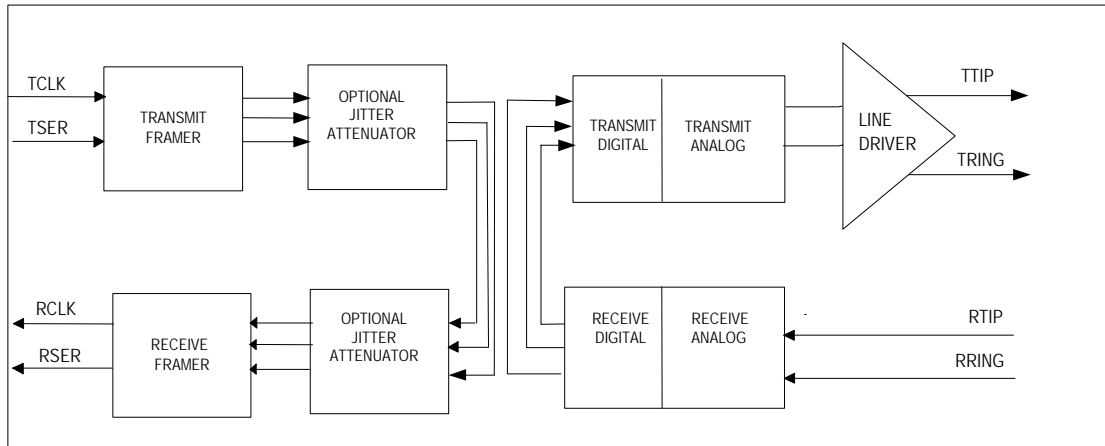 TCLK
TSER
TRANSMIT
FRAMER
OPTIONAL
JITTER
ATTENUATOR
TRANSMIT
DIGITAL
TRANSMIT
ANALOG
LINE
DRIVER
TTIP
TRING
RCLK
RSER
RECEIVE
FRAMER
OPTIONAL
JITTER
ATTENUATOR
RECEIVE
DIGITAL
RECEIVE
ANALOG
RTIP
RRING